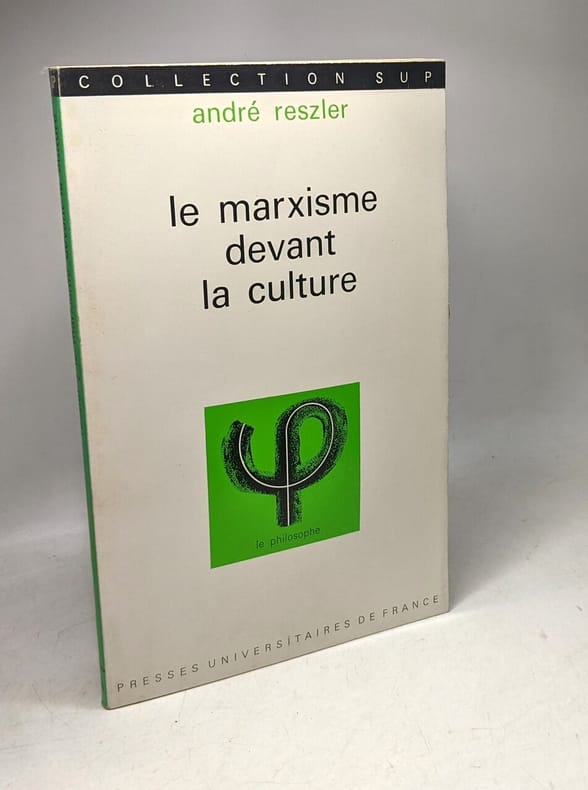 COLLECTION SUP
andré reszler
le marxisme
devant
la culture
le philosophe
PRESSES UNIVERSITAIRES DE FRANCE